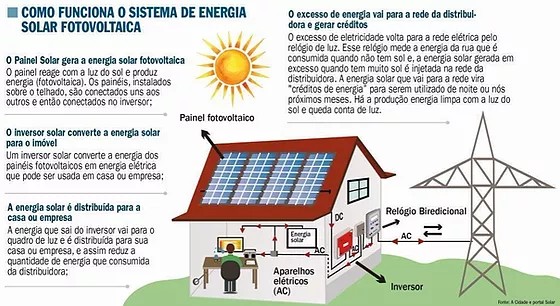 COMO FUNCIONA O SISTEMA DE ENERGIA
SOLAR FOTOVOLTAICA
O Painel Solar gera a energia solar fotovoltaica
O painel reage com a luz do sol e produz
energia (fotovoltaica). Os painéis, instalados
sobre o telhado, são conectados uns aos
outros e então conectados no inversor;
O inversor solar converte a energia solar
para o imóvel
Um inversor solar converte a energia dos
painéis fotovoltaicos em energia elétrica
que pode ser usada em casa ou empresa;
A energia solar é distribuída para a
casa ou empresa
A energia que sai do inversor vai para o
quadro de luz e é distribuída para sua
casa ou empresa, e assim reduz a
quantidade de energia que consumida
da distribuidora;
O excesso de energia vai para a rede da distribui-
dora e gerar créditos
O excesso de eletricidade volta para a rede elétrica pelo
relógio de luz. Esse relógio mede a energia da rua que é
consumida quando não tem sol e, a energia solar gerada em
excesso quando tem muito sol é injetada na rede da
distribuidora. A energia solar que vai para a rede vira
"créditos de energia" para serem utilizado de noite ou nós
próximos meses. Há a produção energia limpa com a luz do
sol e queda conta de luz.
Painel fotovoltaico
DC
Relógio Biredicional
AC
Energia
solar
AC
AC
Aparelhos
elétricos
(AC)
Inversor
Fonte: A Cidade e portal Solar